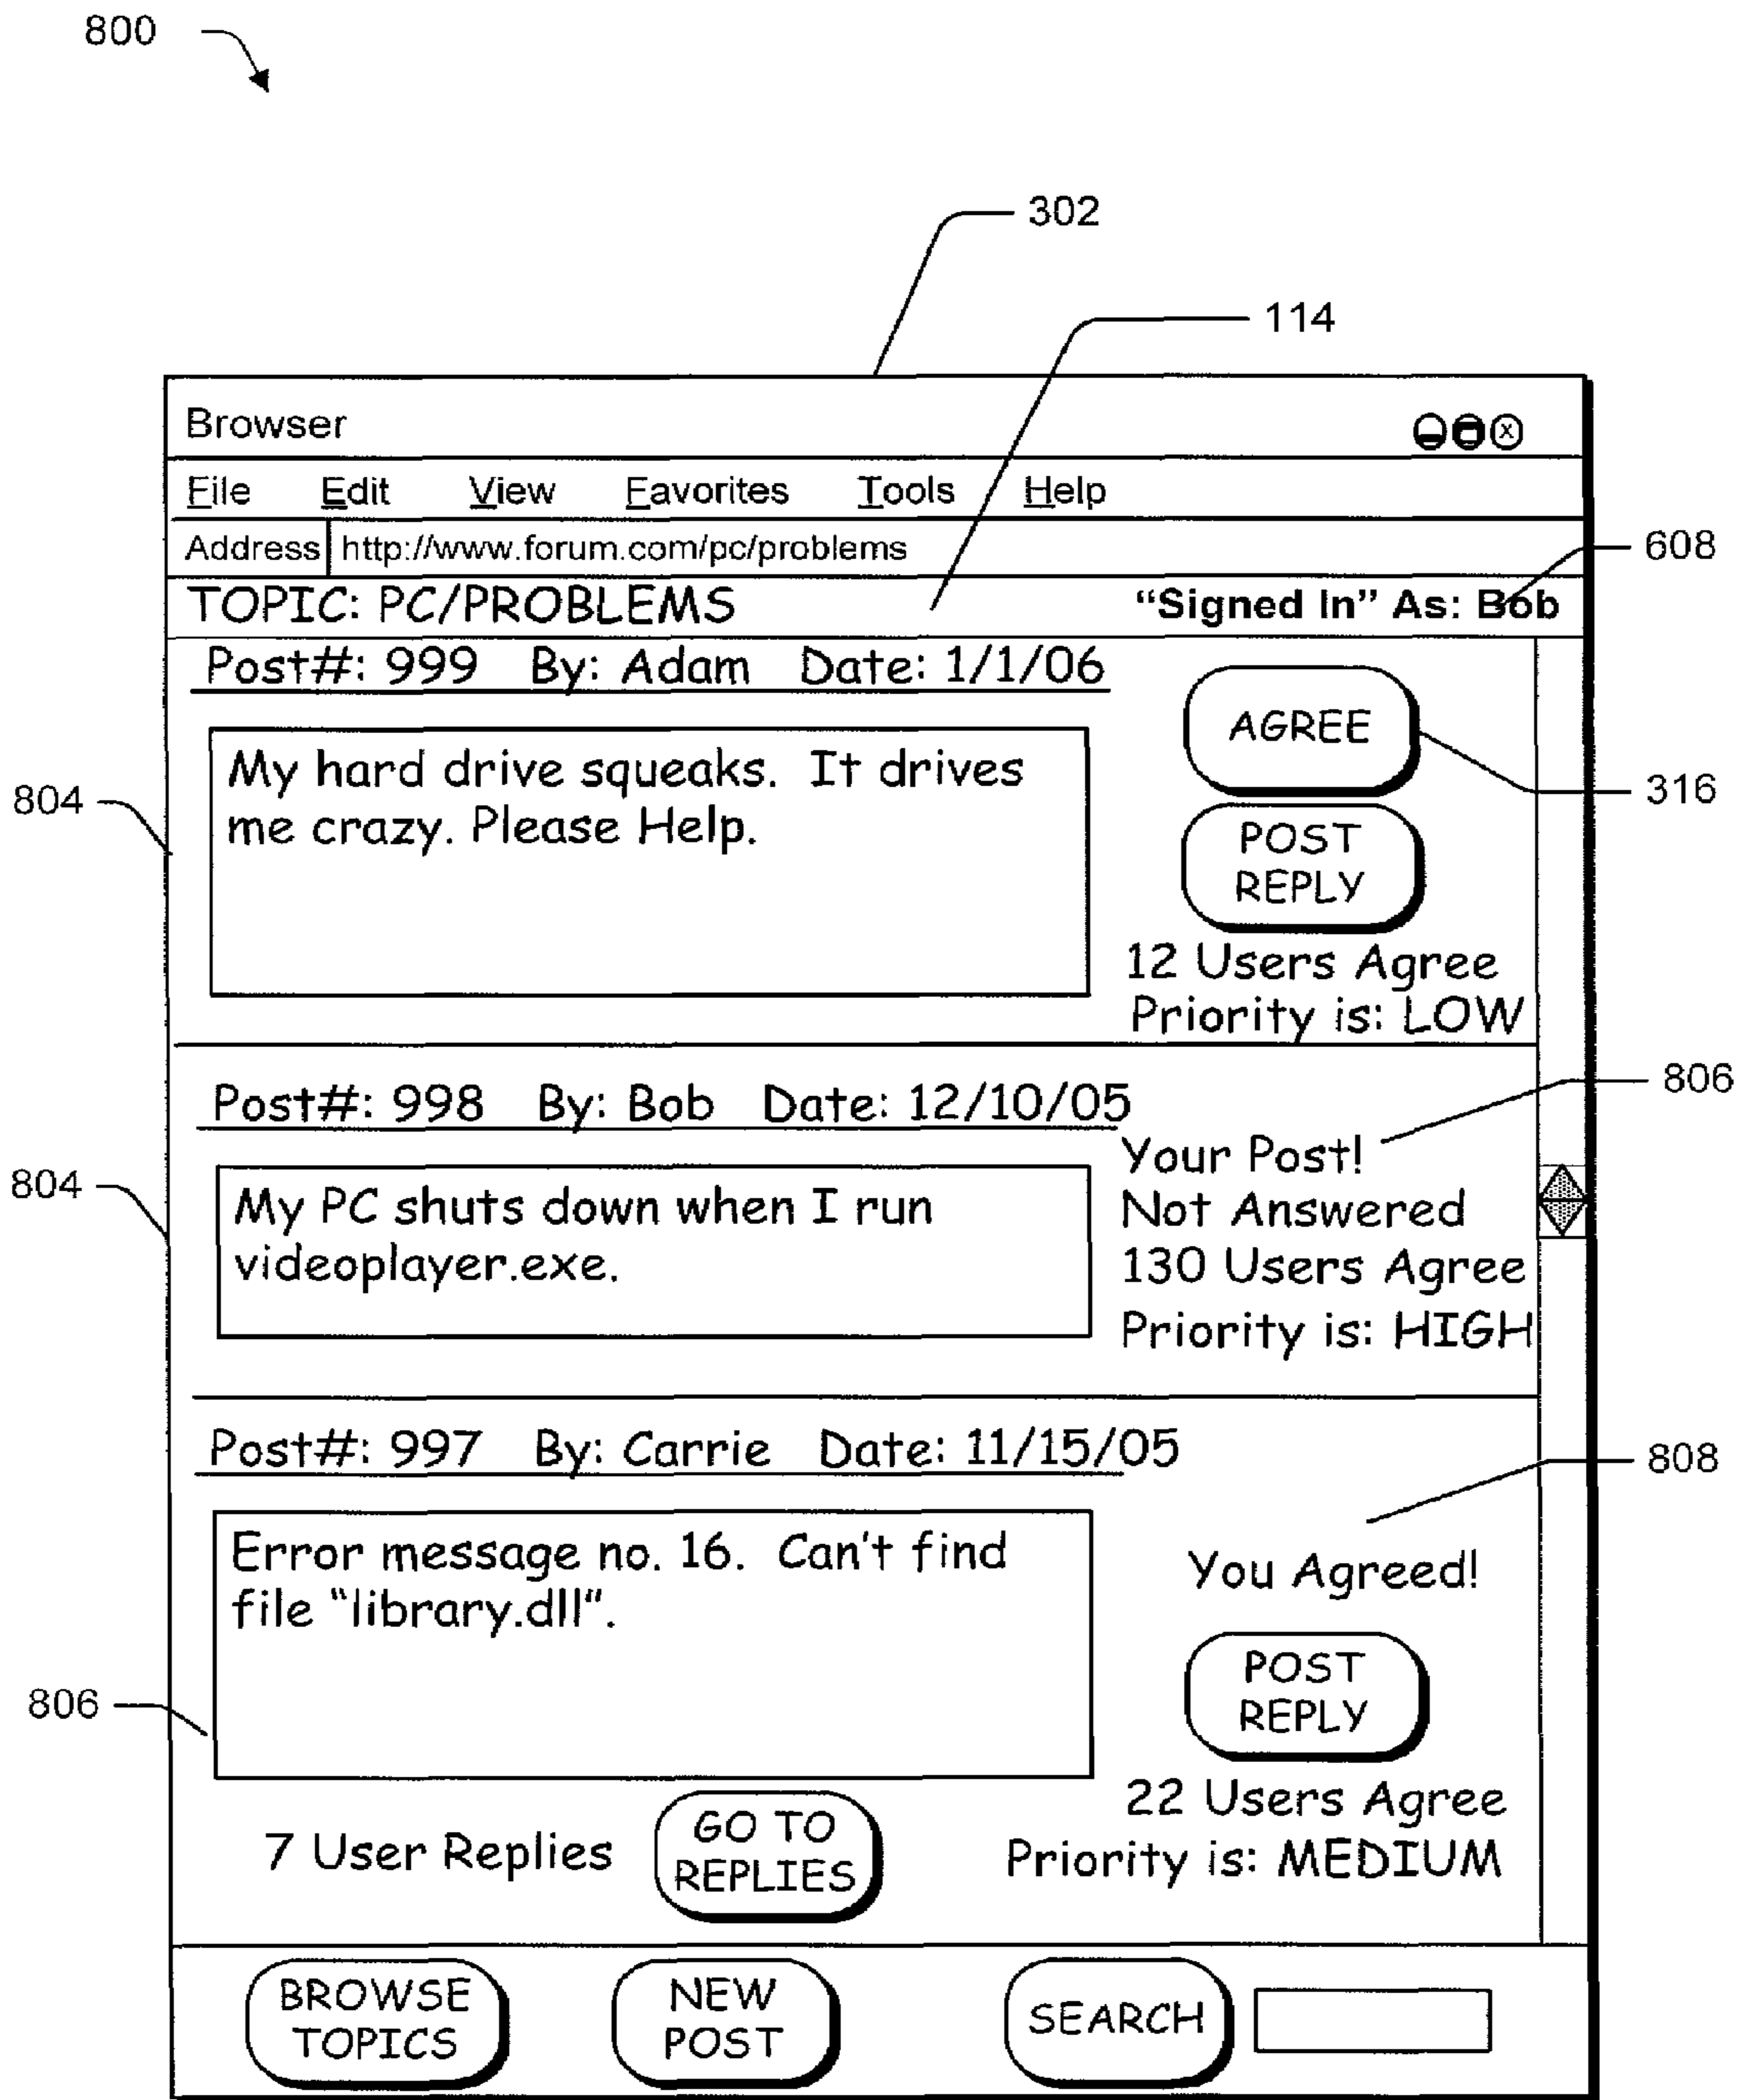 800
302
114
Browser
File Edit View Favorites Tools Help
Address http://www.forum.com/pc/problems
608
TOPIC: PC/PROBLEMS "Signed In" As: Bob
Post#: 999 By: Adam Date: 1/1/06
AGREE
My hard drive squeaks. It drives
me crazy. Please Help.
804
316
POST
REPLY
12 Users Agree
Priority is: LOW
806
Post#: 998 By: Bob Date: 12/10/05
Your Post!
804
My PC shuts down when I run
videoplayer.exe.
Not Answered
130 Users Agree
Priority is: HIGH
Post#: 997 By: Carrie Date: 11/15/05
808
Error message no. 16. Can't find
file "library.dll".
You Agreed!
POST
REPLY
806
22 Users Agree
7 User Replies
GO TO
REPLIES
Priority is: MEDIUM
BROWSE
TOPICS
NEW
POST
SEARCH